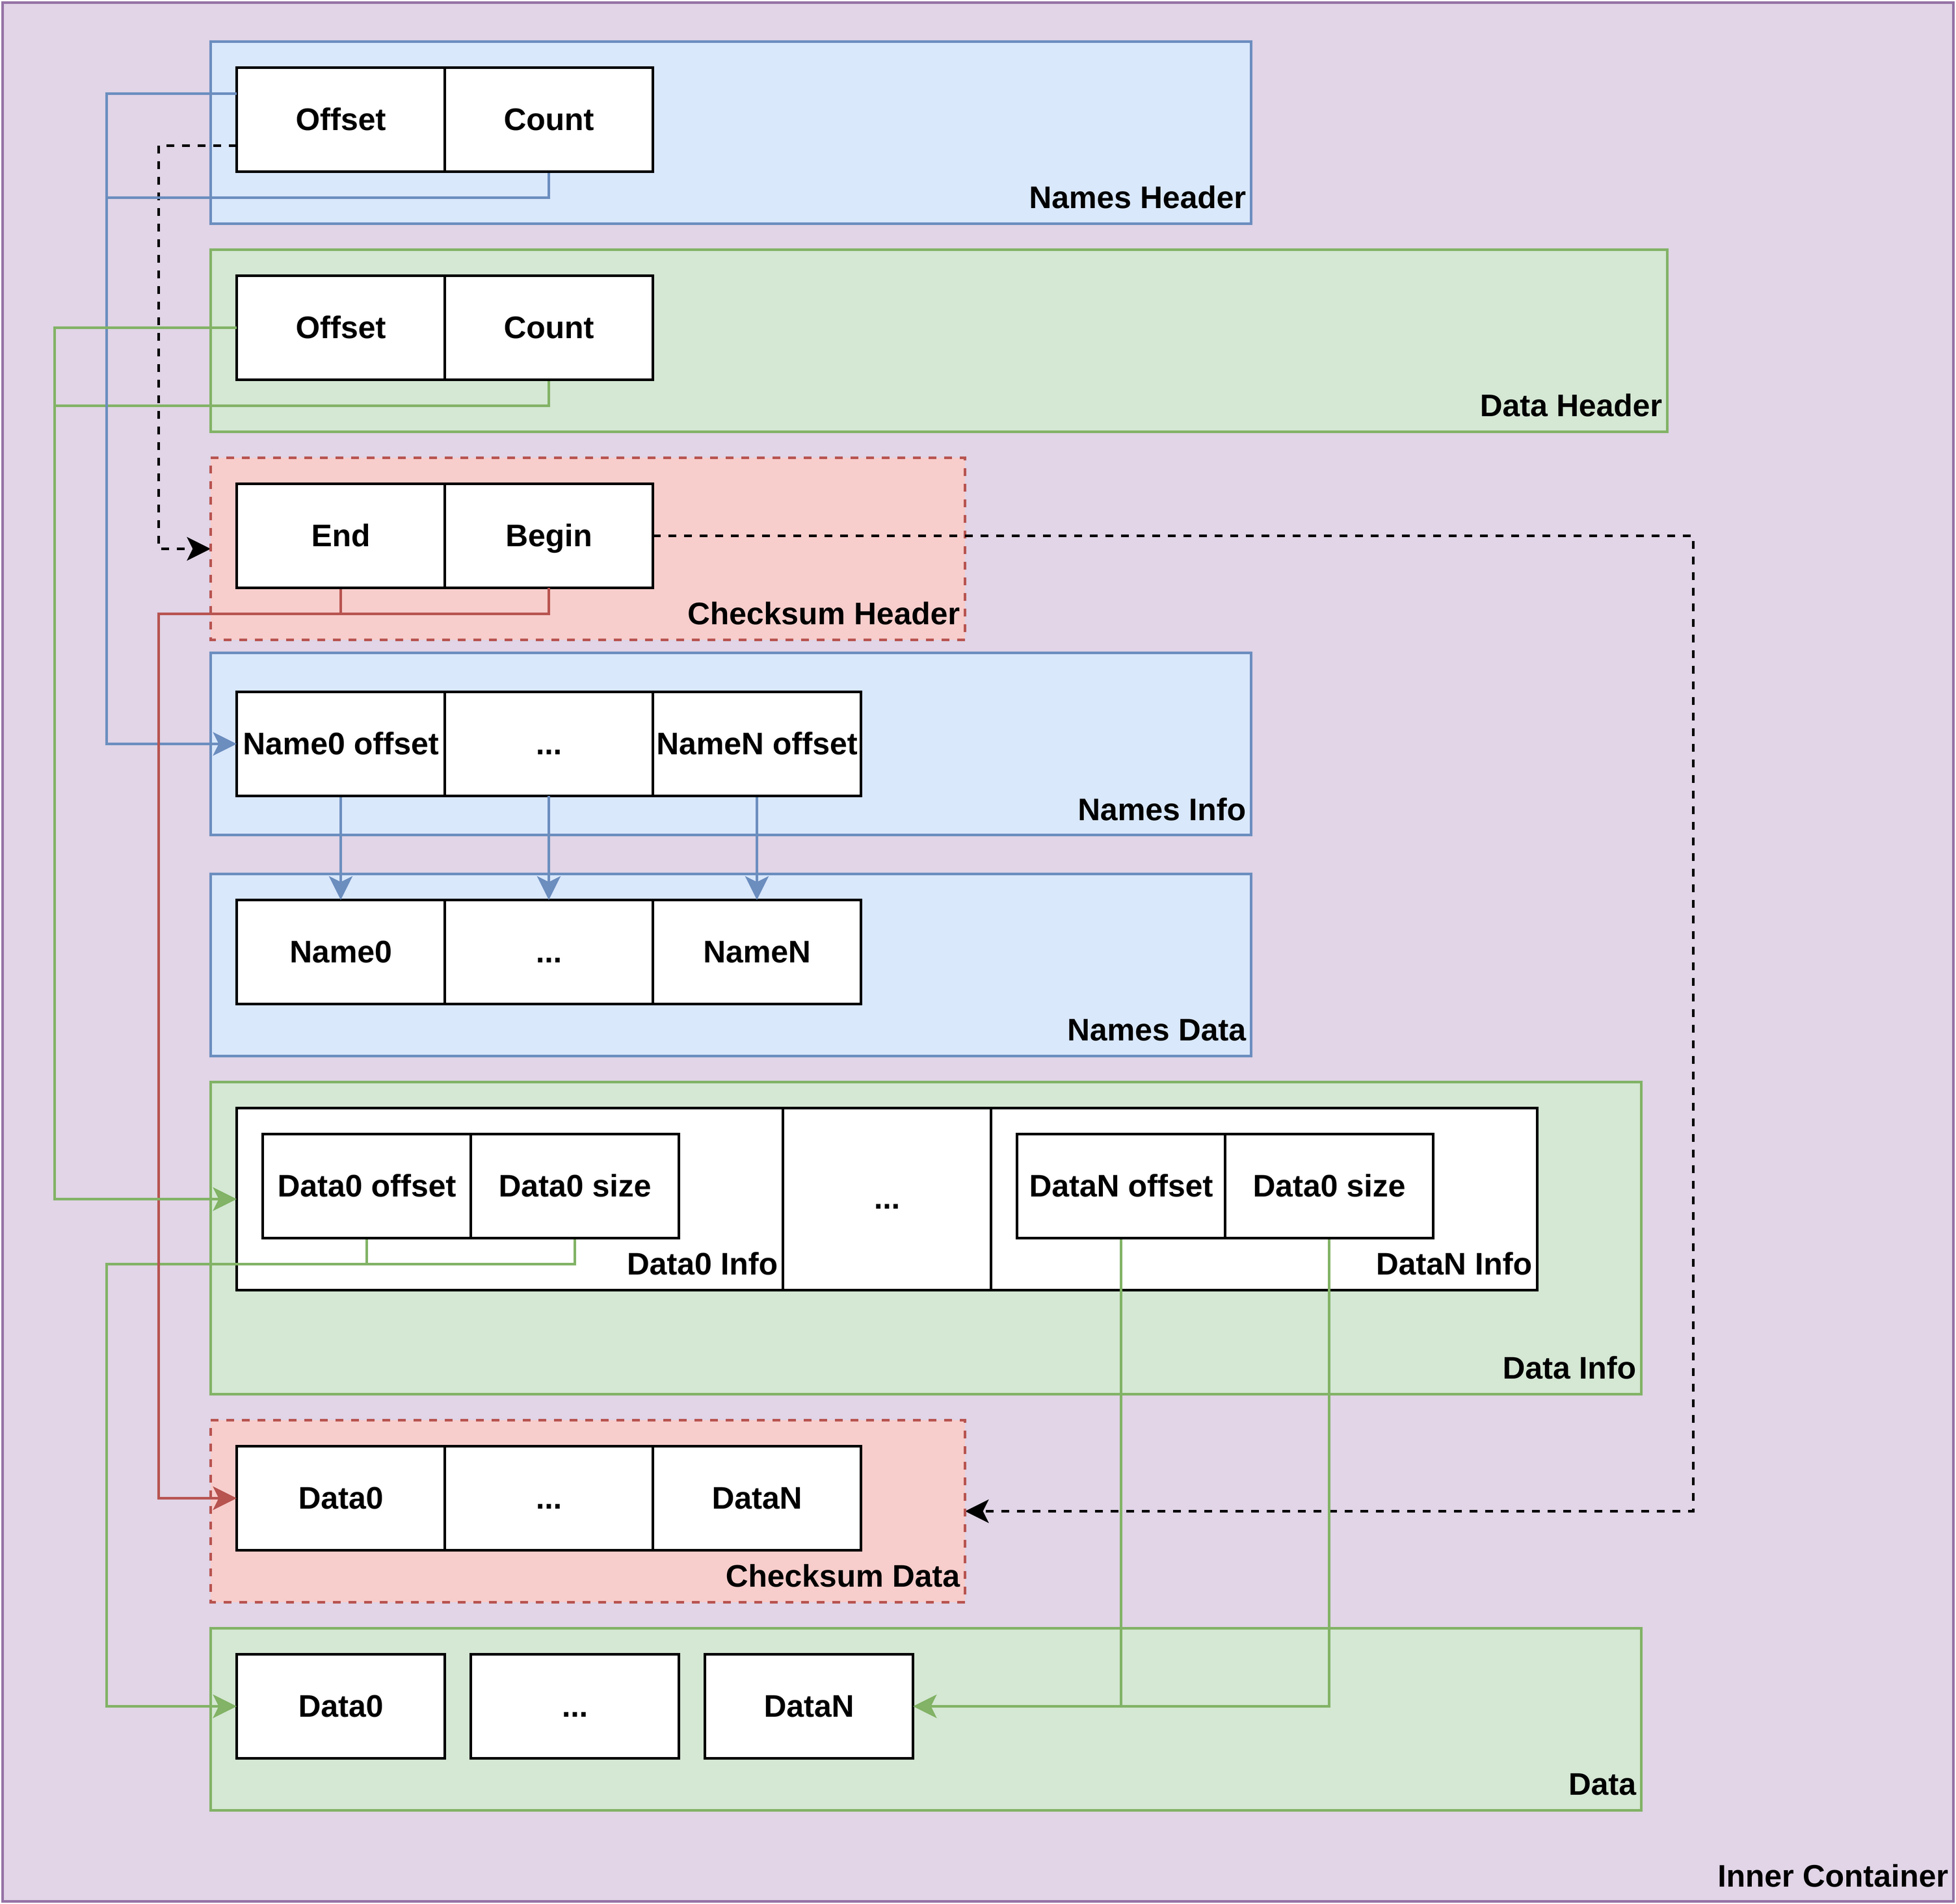 Offset
Count
Names Header
Offset
Count
Data Header
End
Begin
Checksum Header
Name0 offset
...
NameN offset
Names Info
Name0
...
NameN
Names Data
Data0 offset
Data0 size
Data0 Info
...
DataN offset
Data0 size
DataN Info
Data Info
Data0
...
DataN
Checksum Data
Data0
...
DataN
Data
Inner Container